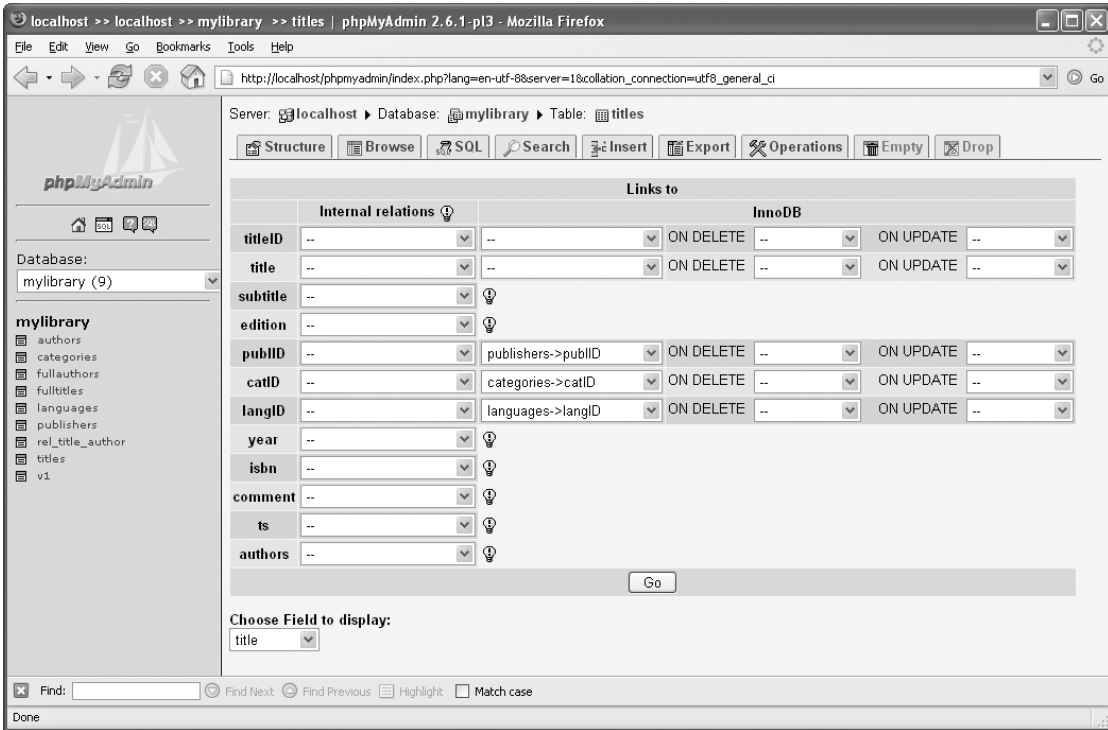 localhost >> localhost >> mylibrary >> titles | phpMyAdmin 2.6.1-pl3 - Mozilla Firefox
File Edit View Go Bookmarks Tools Help
http://localhost/phpmyadmin/index.php?lang=en-utf-8&server=1&collation_connection=utf8_general_ci Go
phpMyAdmin
SQL ? SQL
Database:
mylibrary (9)
mylibrary
authors
categories
fullauthors
fulltitles
languages
publishers
rel_title_author
titles
v1
Server: localhost Database: mylibrary Table: titles
Structure Browse SQL Search Insert Export Operations Empty Drop
Links to
Internal relations InnoDB
titleID -- -- ON DELETE -- ON UPDATE --
title -- -- ON DELETE -- ON UPDATE --
subtitle --
edition --
publID -- publishers->publID ON DELETE -- ON UPDATE --
catID -- categories->catID ON DELETE -- ON UPDATE --
langID -- languages->langID ON DELETE -- ON UPDATE --
year --
isbn --
comment --
ts --
authors --
Go
Choose Field to display:
title
Find: Find Next Find Previous Highlight Match case
Done